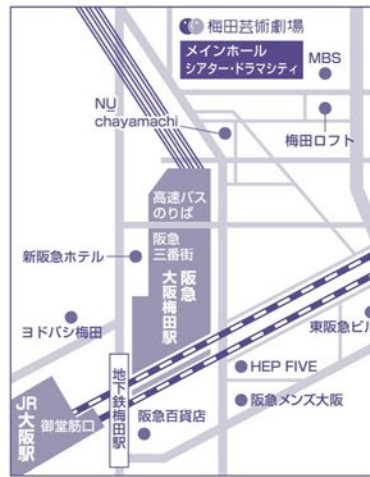 梅田芸術劇場
メインホール
シアター・ドラマシティ
MBS
NU
chayamachi
梅田ロフト
高速バス
のりば
阪急
三番街
新阪急ホテル
阪急
大阪梅田駅
ヨドバシ梅田
東阪急ビル
HEP FIVE
地下鉄梅田駅
阪急メンズ大阪
JR
大阪駅
御堂筋口
阪急百貨店